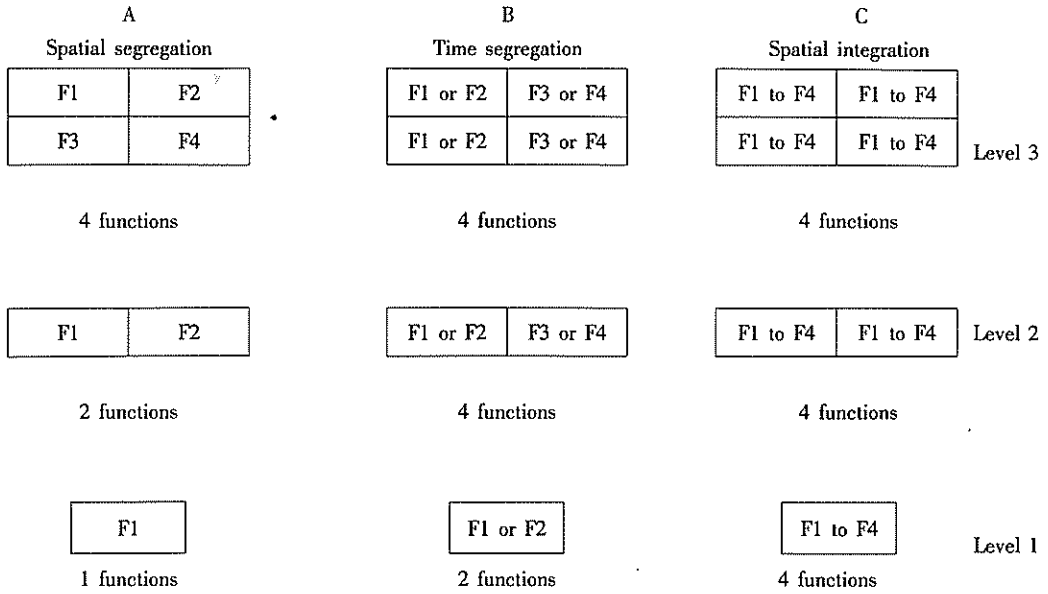 A B C
Spatial segregation Time segregation Spatial integration
F1 F2 F1 or F2 F3 or F4 F1 to F4 F1 to F4
F3 F4 F1 or F2 F3 or F4 F1 to F4 F1 to F4
Level 3
4 functions 4 functions 4 functions
F1 F2 F1 or F2 F3 or F4 F1 to F4 F1 to F4 Level 2
2 functions 4 functions 4 functions
F1 F1 or F2 F1 to F4
Level 1
1 functions 2 functions 4 functions